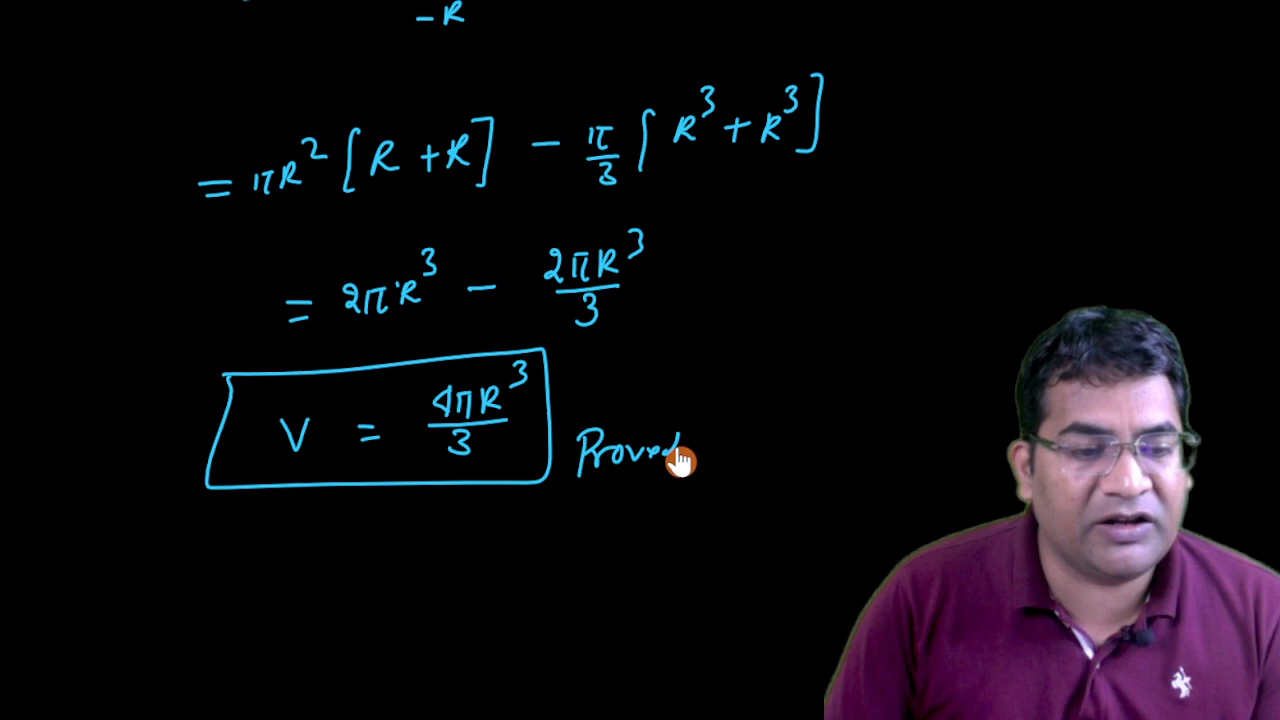 -R
= πR² [R + R] - π/3 [R³ + R³]
= 2πR³ - 2πR³/3
V = 4πR³/3 Proved